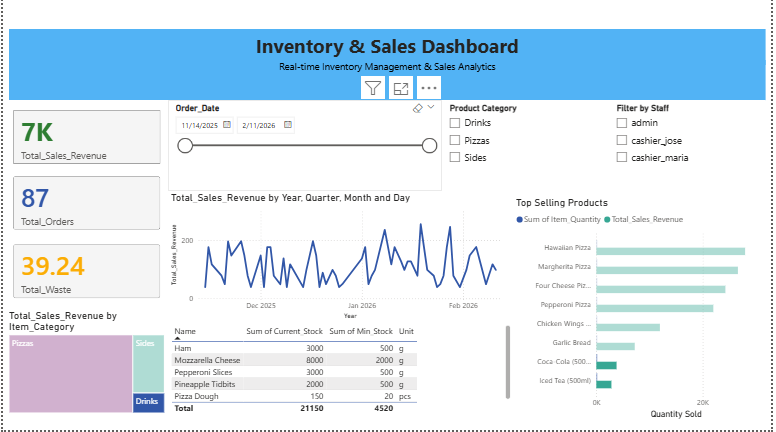 Inventory & Sales Dashboard
Real-time Inventory Management & Sales Analytics
7K
Total_Sales_Revenue
87
Total_Orders
39.24
Total_Waste
Order_Date
11/14/2025 2/11/2026
Product Category
Drinks
Pizzas
Sides
Filter by Staff
admin
cashier_jose
cashier_maria
Total_Sales_Revenue by Year, Quarter, Month and Day
Total_Sales_Revenue
200
0
Dec 2025 Jan 2026 Feb 2026
Year
Top Selling Products
Sum of Item_Quantity Total_Sales_Revenue
Hawaiian Pizza
Margherita Pizza
Four Cheese Piz...
Pepperoni Pizza
Chicken Wings ...
Garlic Bread
Coca-Cola (500...
Iced Tea (500ml)
0K 20K
Quantity Sold
Total_Sales_Revenue by
Item_Category
Pizzas
Sides
Drinks
Name Sum of Current_Stock Sum of Min_Stock Unit
Ham 3000 500 g
Mozzarella Cheese 8000 2000 g
Pepperoni Slices 3000 500 g
Pineapple Tidbits 2000 500 g
Pizza Dough 150 20 pcs
Total 21150 4520